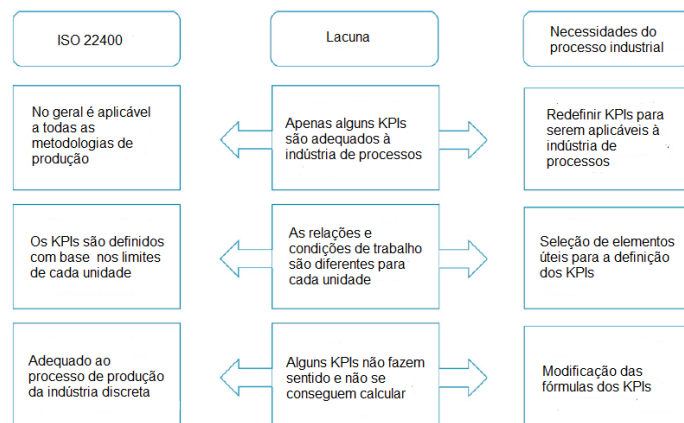 ISO 22400
Lacuna
Necessidades do
processo industrial
No geral é aplicável
a todas as
metodologias de
produção
Apenas alguns KPIs
são adequados à
indústria de processos
Redefinir KPIs para
serem aplicáveis à
indústria de
processos
Os KPIs são definidos
com base nos limites
de cada unidade
As relações e
condições de trabalho
são diferentes para
cada unidade
Seleção de elementos
úteis para a definição
dos KPIs
Adequado ao
processo de produção
da indústria discreta
Alguns KPIs não fazem
sentido e não se
conseguem calcular
Modificação das
fórmulas dos KPIs